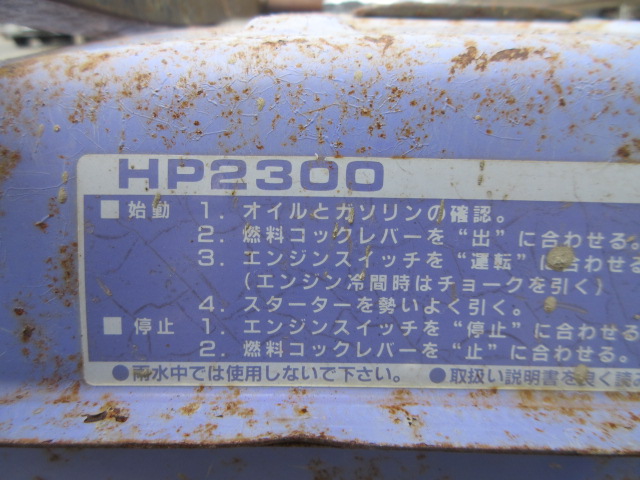 HP2300
■始動 1. オイルとガソリンの確認。
2. 燃料コックレバーを“出”に合わせる。
3. エンジンスイッチを“運転”に合わせる
(エンジン冷間時はチョークを引く)
4. スターターを勢いよく引く。
■停止 1. エンジンスイッチを“停止”に合わせる
2. 燃料コックレバーを“止”に合わせる。
●雨水中では使用しないで下さい。 ●取扱い説明書を良く読